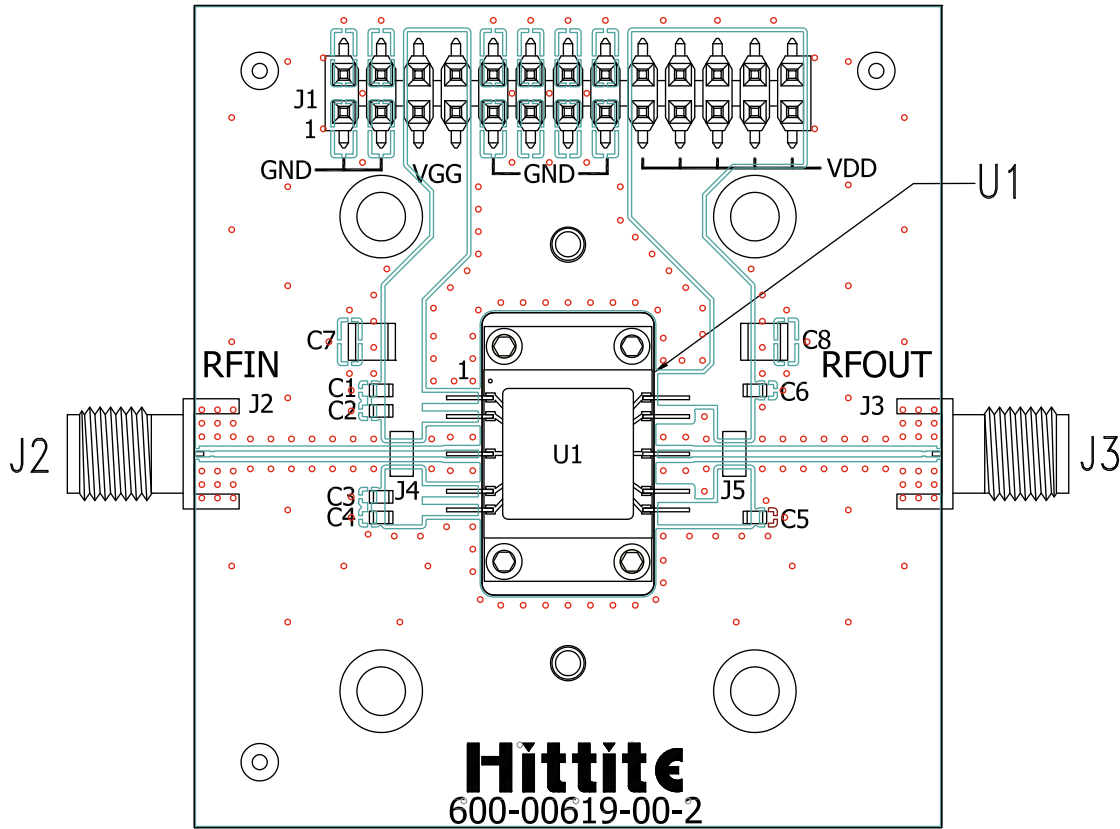 J1
1
GND
VGG
GND
VDD
U1
C7
C8
RFIN
RFOUT
1
C1
C2
C6
J2
J3
J2
J3
U1
J4
J5
C3
C4
C5
Hittite
600-00619-00-2